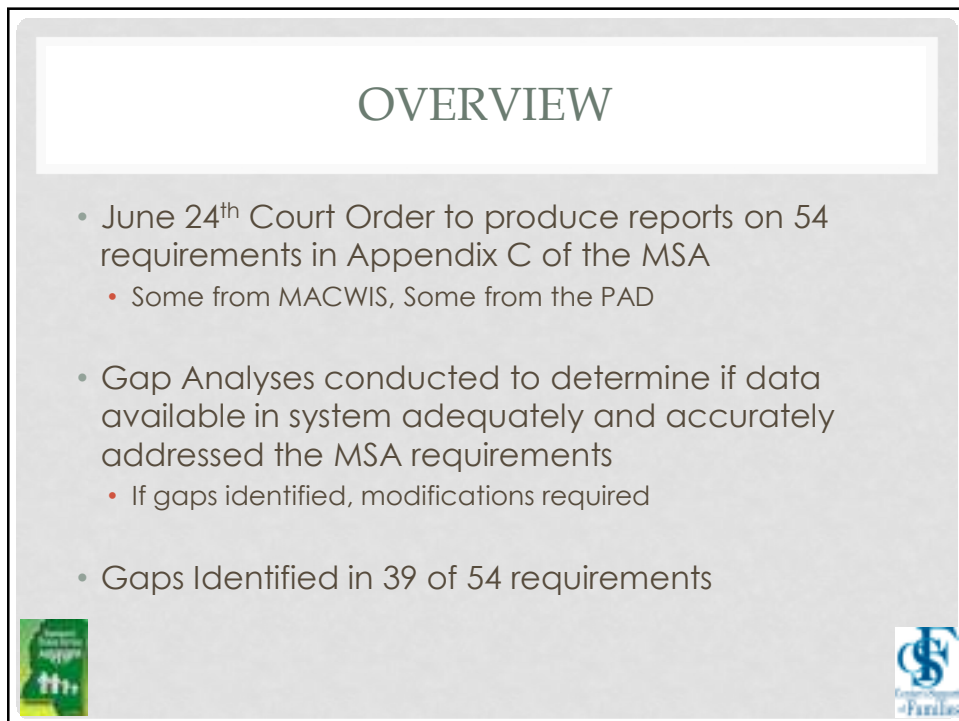 OVERVIEW
• June 24th Court Order to produce reports on 54
requirements in Appendix C of the MSA
• Some from MACWIS, Some from the PAD
• Gap Analyses conducted to determine if data
available in system adequately and accurately
addressed the MSA requirements
• If gaps identified, modifications required
• Gaps Identified in 39 of 54 requirements
CSF